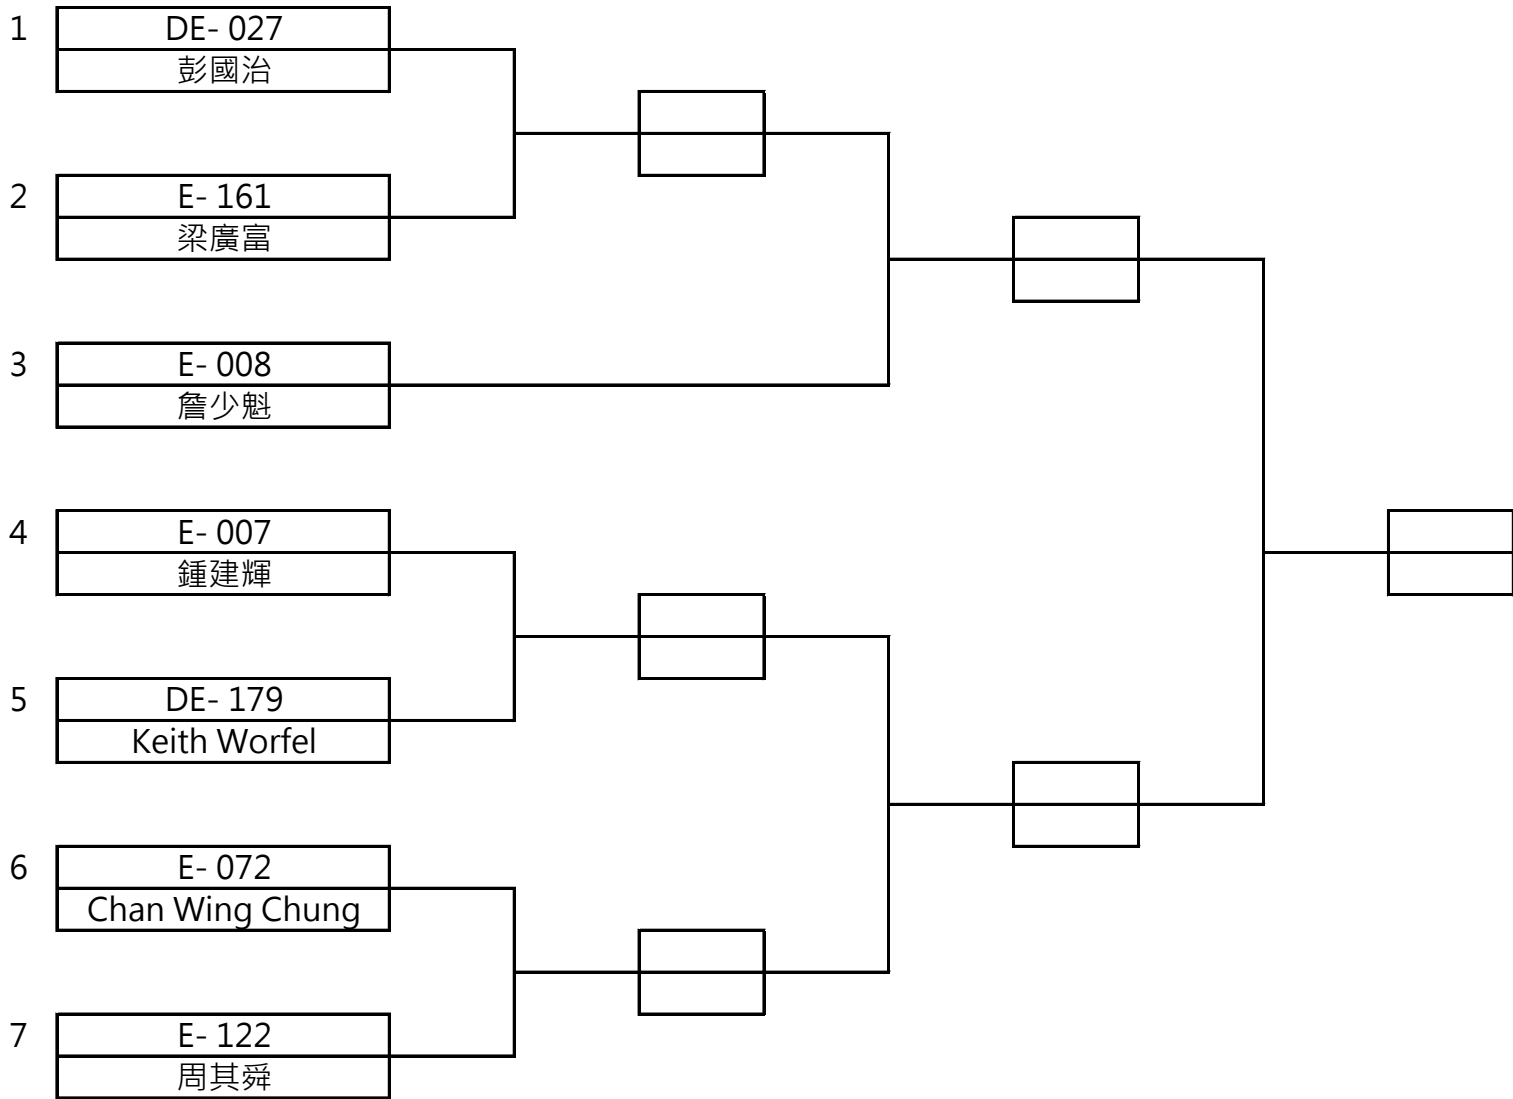 1
DE- 027
彭國治
2
E- 161
梁廣富
3
E- 008
詹少魁
4
E- 007
鍾建輝
5
DE- 179
Keith Worfel
6
E- 072
Chan Wing Chung
7
E- 122
周其舜